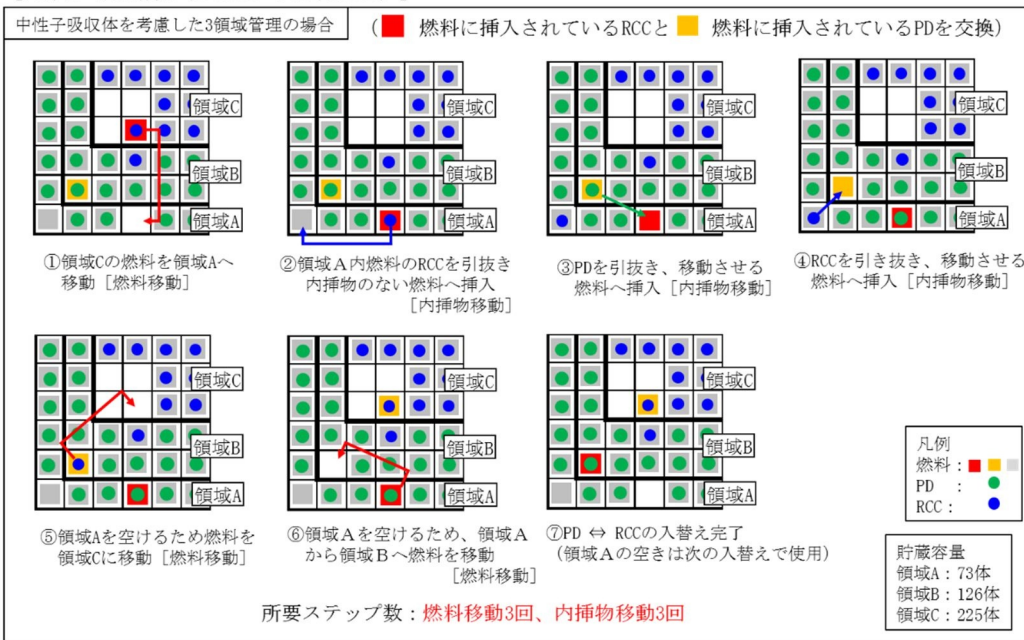 中性子吸収体を考慮した3領域管理の場合
(■ 燃料に挿入されているRCCと ■ 燃料に挿入されているPDを交換)
領域C
領域B
領域A
①領域Cの燃料を領域Aへ
移動 [燃料移動]
領域C
領域B
領域A
②領域A内燃料のRCCを引抜き
内挿物のない燃料へ挿入
[内挿物移動]
領域C
領域B
領域A
③PDを引抜き、移動させる
燃料へ挿入 [内挿物移動]
領域C
領域B
領域A
④RCCを引き抜き、移動させる
燃料へ挿入 [内挿物移動]
領域C
領域B
領域A
⑤領域Aを空けるため燃料を
領域Cに移動 [燃料移動]
領域C
領域B
領域A
⑥領域Aを空けるため、領域A
から領域Bへ燃料を移動
[燃料移動]
領域C
領域B
領域A
⑦PD ⇔ RCCの入替え完了
(領域Aの空きは次の入替えで使用)
凡例
燃料：
PD ：
RCC：
貯蔵容量
領域A：73体
領域B：126体
領域C：225体
所要ステップ数：燃料移動3回、内挿物移動3回